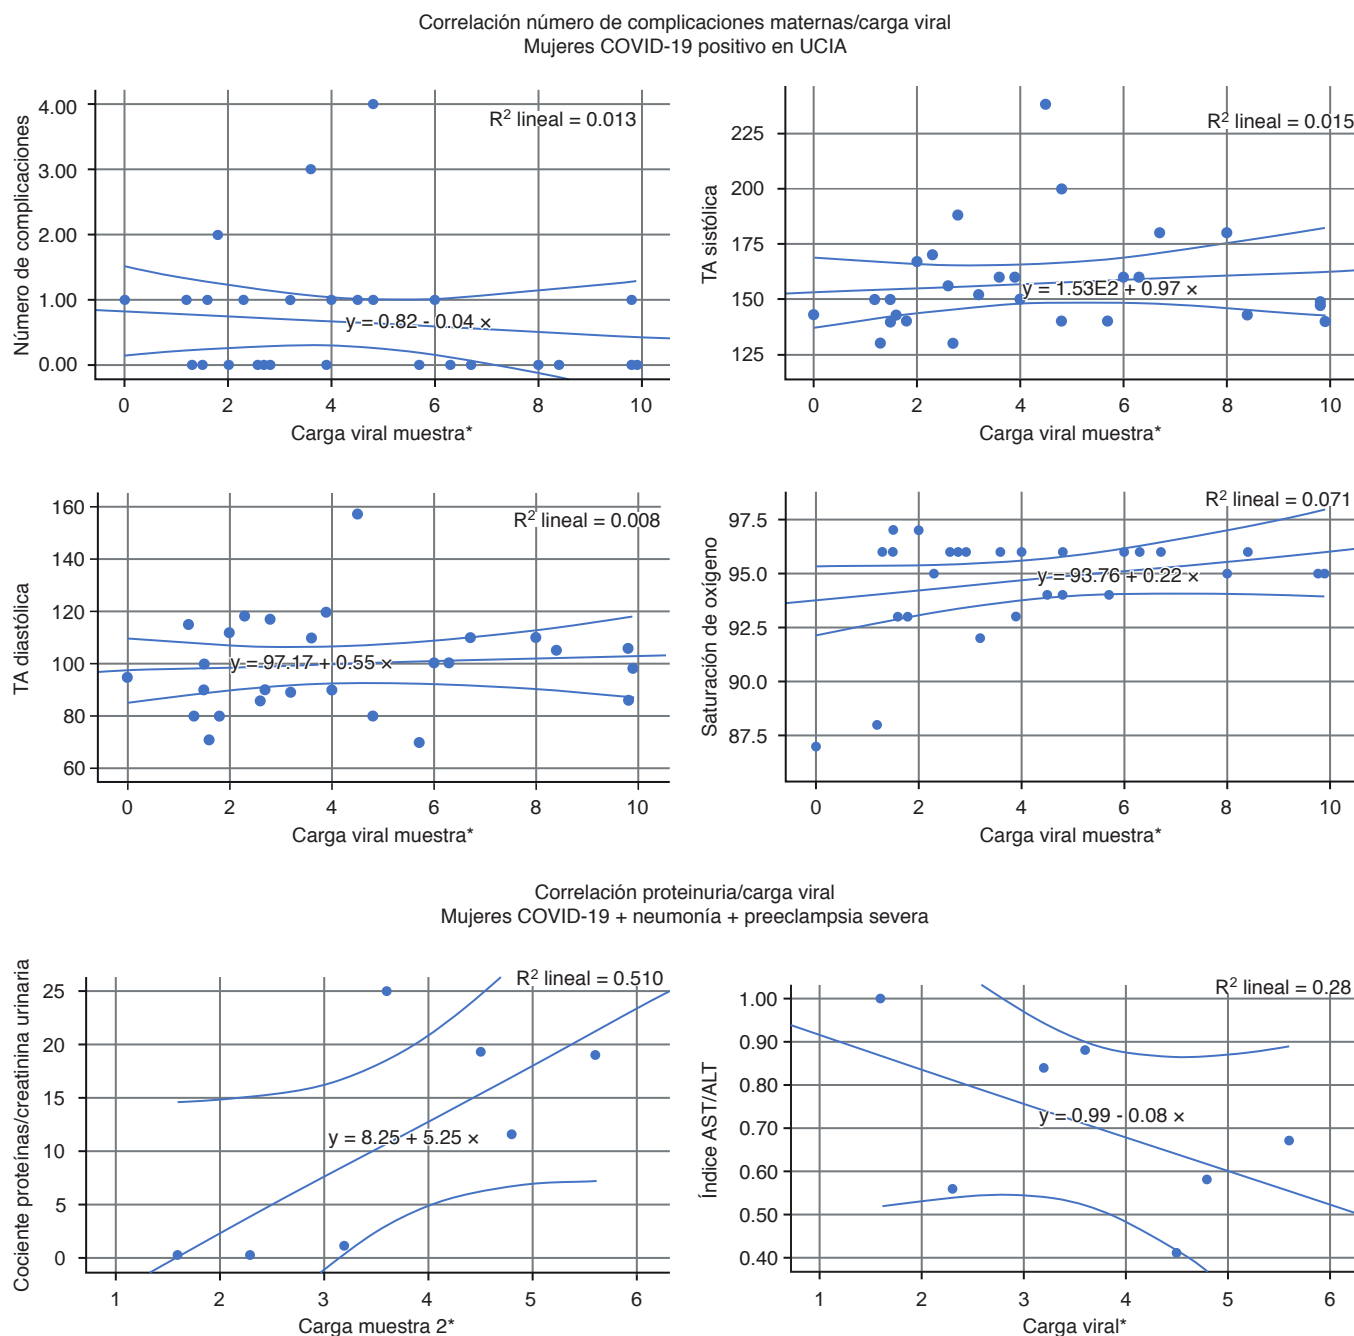 Correlación número de complicaciones maternas/carga viral
Mujeres COVID-19 positivo en UCIA
Número de complicaciones
4.00
3.00
2.00
1.00
0.00
R2 lineal = 0.013
y = 0.82 - 0.04 ×
0 2 4 6 8 10
Carga viral muestra*
TA sistólica
225
200
175
150
125
R2 lineal = 0.015
y = 1.53E2 + 0.97 ×
0 2 4 6 8 10
Carga viral muestra*
TA diastólica
160
140
120
100
80
60
R2 lineal = 0.008
y = 97.17 + 0.55 ×
0 2 4 6 8 10
Carga viral muestra*
Saturación de oxígeno
97.5
95.0
92.5
90.0
87.5
R2 lineal = 0.071
y = 93.76 + 0.22 ×
0 2 4 6 8 10
Carga viral muestra*
Correlación proteinuria/carga viral
Mujeres COVID-19 + neumonía + preeclampsia severa
Cociente proteínas/creatinina urinaria
25
20
15
10
5
0
R2 lineal = 0.510
y = 8.25 + 5.25 ×
1 2 3 4 5 6
Carga muestra 2*
Índice AST/ALT
1.00
0.90
0.80
0.70
0.60
0.50
0.40
R2 lineal = 0.28
y = 0.99 - 0.08 ×
1 2 3 4 5 6
Carga viral*